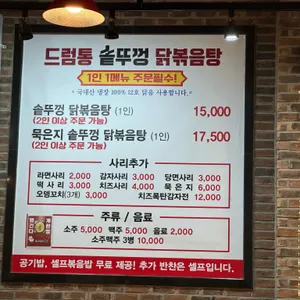 드럼통 솥뚜껑 닭볶음탕
1인 1메뉴 주문필수!
* 국내산 냉장 100% 12호 닭을 사용합니다. *
솥뚜껑 닭볶음탕 (1인) 15,000
(2인 이상 주문 가능)
묵은지 솥뚜껑 닭볶음탕 (1인) 17,500
(2인 이상 주문 가능)
사리추가
라면사리 2,000 감자사리 3,000 당면사리 3,000
떡 사 리 3,000 치즈사리 4,000 묵 은 지 6,000
오뎅꼬치(3개) 3,000 치즈폭탄감자전 12,000
주류 / 음료
소주 5,000 맥주 5,000 음료 2,000
소주맥주 3병 10,000
공기밥, 셀프볶음밥 무료 제공! 추가 반찬은 셀프입니다.